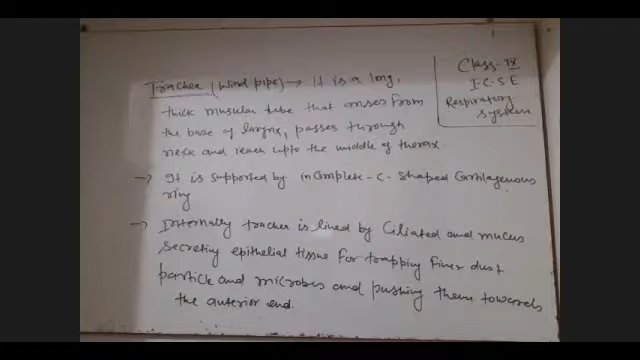 Class-IX
I.C.S.E
Respiratory
System
Trachea (Wind pipe) → It is a long,
thick muscular tube that arises from
the base of larynx, passes through
neck and reach upto the middle of thorax.
→ It is supported by incomplete-C-Shaped Cartilagenous
ring
→ Internally trachea is lined by Ciliated and mucus
secreting epithelial tissue for trapping finer dust
particle and microbes and pushing them towards
the anterior end.